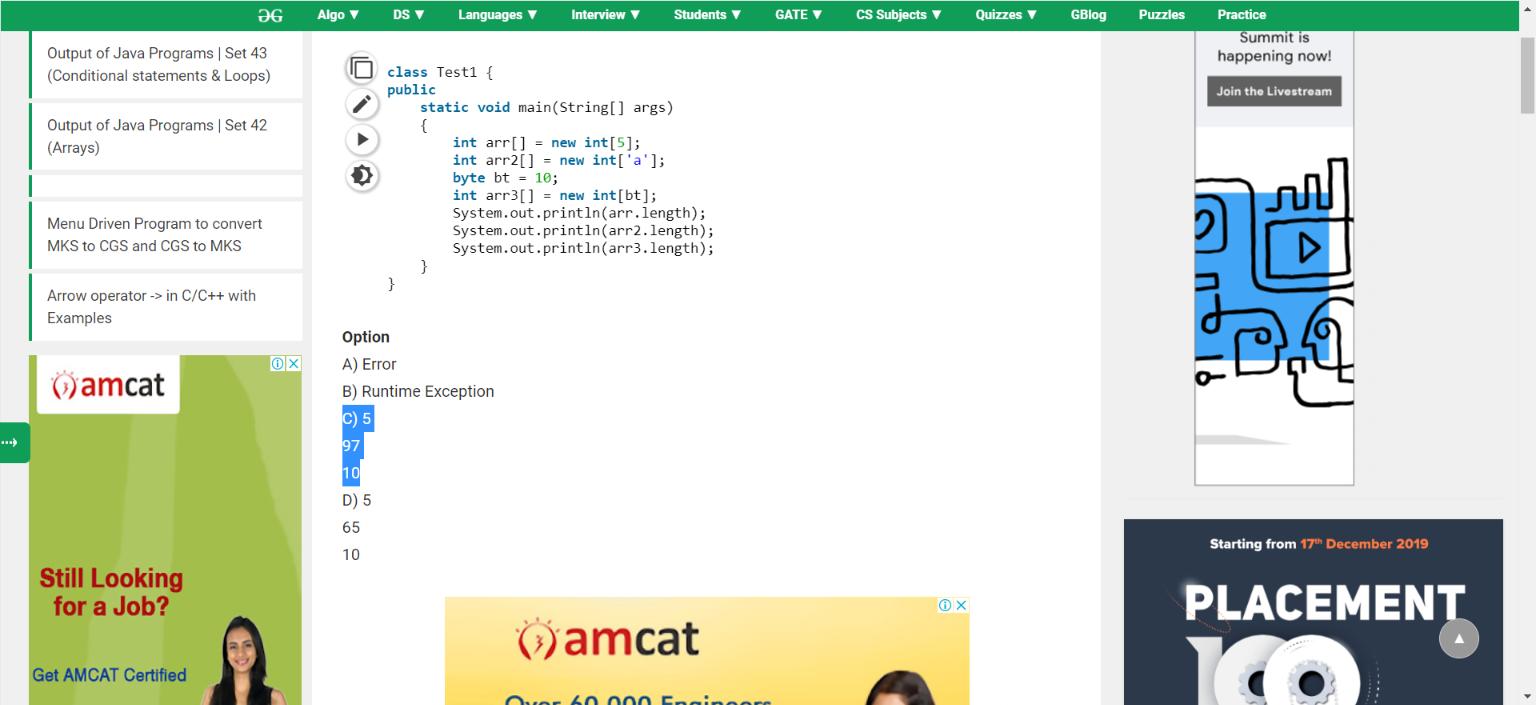 ƏG Algo ▼ DS ▼ Languages ▼ Interview ▼ Students ▼ GATE ▼ CS Subjects ▼ Quizzes ▼ GBlog Puzzles Practice
Output of Java Programs | Set 43
(Conditional statements & Loops)
Output of Java Programs | Set 42
(Arrays)
Menu Driven Program to convert
MKS to CGS and CGS to MKS
Arrow operator -> in C/C++ with
Examples
amcat
Still Looking
for a Job?
Get AMCAT Certified
class Test1 {
public
static void main(String[] args)
{
int arr[] = new int[5];
int arr2[] = new int['a'];
byte bt = 10;
int arr3[] = new int[bt];
System.out.println(arr.length);
System.out.println(arr2.length);
System.out.println(arr3.length);
}
}
Option
A) Error
B) Runtime Exception
C) 5
97
10
D) 5
65
10
amcat
Over 60,000 Engineers
Summit is
happening now!
Join the Livestream
Starting from 17th December 2019
PLACEMENT
100